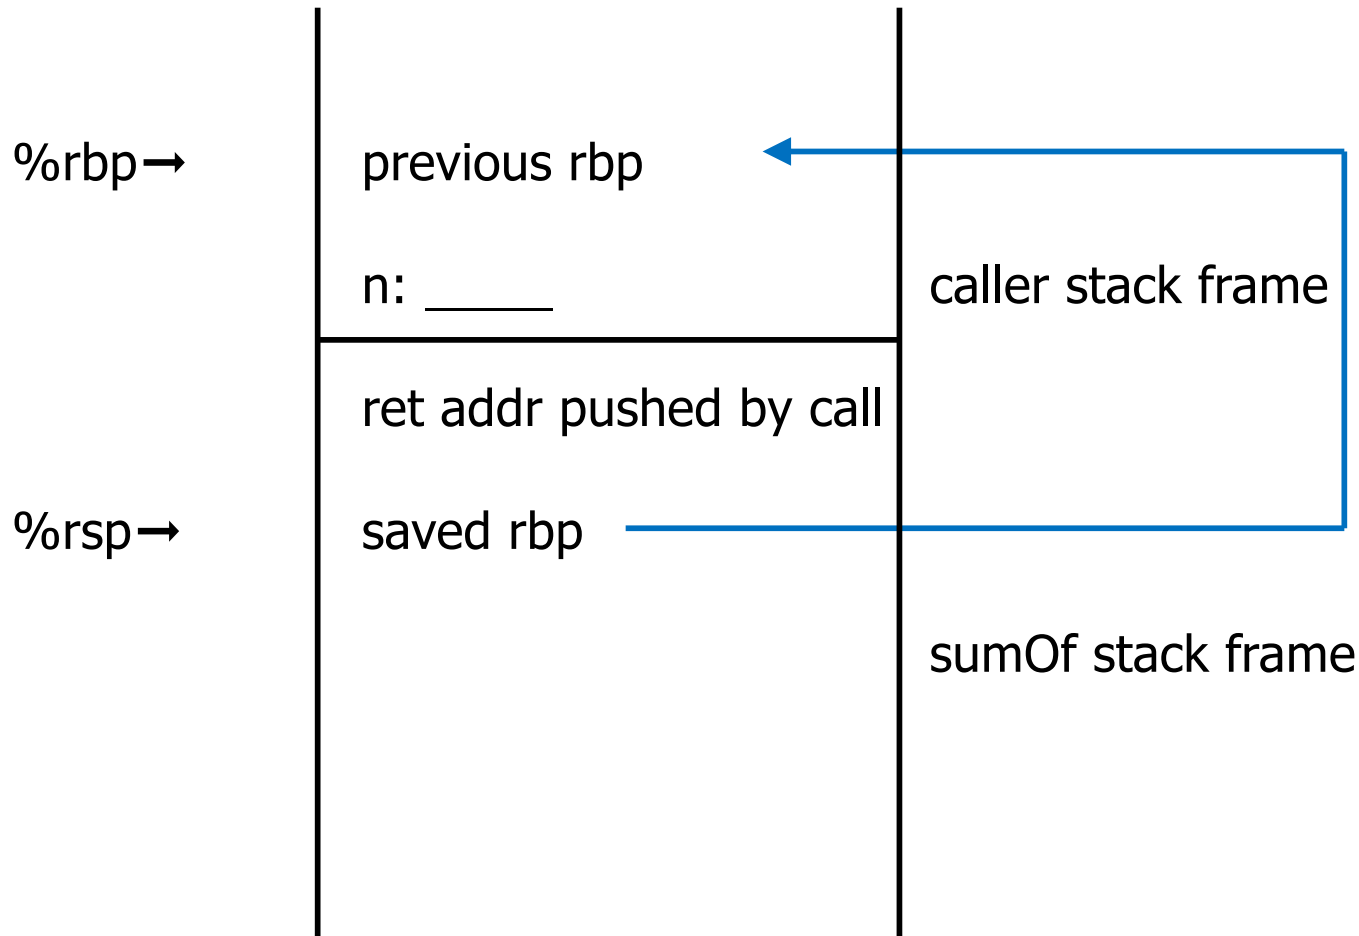 %rbp→ previous rbp
n: _____ caller stack frame
ret addr pushed by call
%rsp→ saved rbp
sumOf stack frame